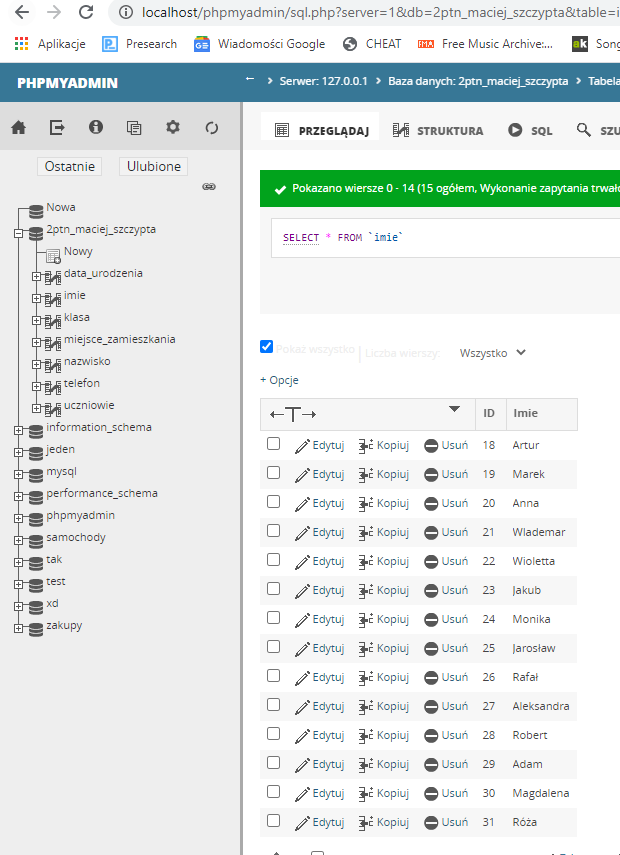 localhost/phpmyadmin/sql.php?server=1&db=2ptn_maciej_szczypta&table=i
Aplikacje Presearch Wiadomości Google CHEAT Free Music Archive:... ak Song
PHPMYADMIN
← Serwer: 127.0.0.1 Baza danych: 2ptn_maciej_szczypta Tabela
PRZEGLĄDAJ STRUKTURA SQL SZU
Ostatnie Ulubione
Nowa
2ptn_maciej_szczypta
Nowy
data_urodzenia
imie
klasa
miejsce_zamieszkania
nazwisko
telefon
uczniowie
information_schema
jeden
mysql
performance_schema
phpmyadmin
samochody
tak
test
xd
zakupy
Pokazano wiersze 0 - 14 (15 ogółem, Wykonanie zapytania trwało
SELECT * FROM `imie`
Pokaż wszystko | Liczba wierszy: Wszystko
+ Opcje
←T→ ID Imie
Edytuj Kopiuj Usuń 18 Artur
Edytuj Kopiuj Usuń 19 Marek
Edytuj Kopiuj Usuń 20 Anna
Edytuj Kopiuj Usuń 21 Wlademar
Edytuj Kopiuj Usuń 22 Wioletta
Edytuj Kopiuj Usuń 23 Jakub
Edytuj Kopiuj Usuń 24 Monika
Edytuj Kopiuj Usuń 25 Jarosław
Edytuj Kopiuj Usuń 26 Rafał
Edytuj Kopiuj Usuń 27 Aleksandra
Edytuj Kopiuj Usuń 28 Robert
Edytuj Kopiuj Usuń 29 Adam
Edytuj Kopiuj Usuń 30 Magdalena
Edytuj Kopiuj Usuń 31 Róża